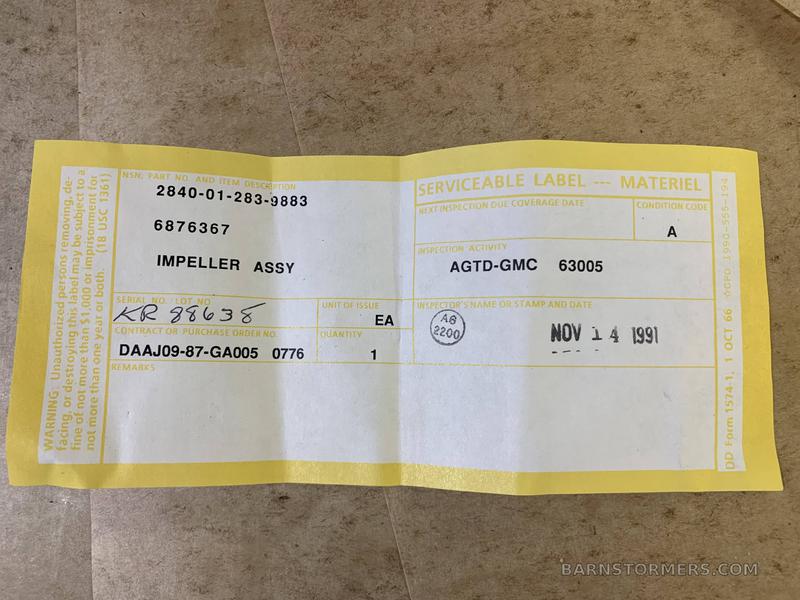 WARNING: Unauthorized persons removing, de-
facing, or destroying this label may be subject to a
fine of not more than $1,000 or imprisonment for
not more than one year or both. (18 USC 1361)
NSN, PART NO. AND ITEM DESCRIPTION
2840-01-283-9883
6876367
IMPELLER ASSY
SERIAL NO./LOT NO.
KR 88638
UNIT OF ISSUE
EA
CONTRACT OR PURCHASE ORDER NO.
DAAJ09-87-GA005 0776
QUANTITY
1
REMARKS
SERVICEABLE LABEL --- MATERIEL
NEXT INSPECTION DUE COVERAGE DATE
CONDITION CODE
A
INSPECTION ACTIVITY
AGTD-GMC 63005
INSPECTOR'S NAME OR STAMP AND DATE
AB
2200
NOV 14 1991
DD Form 1574-1, 1 OCT 66 ☆GPO 1990-555-194
BARNSTORMERS.COM